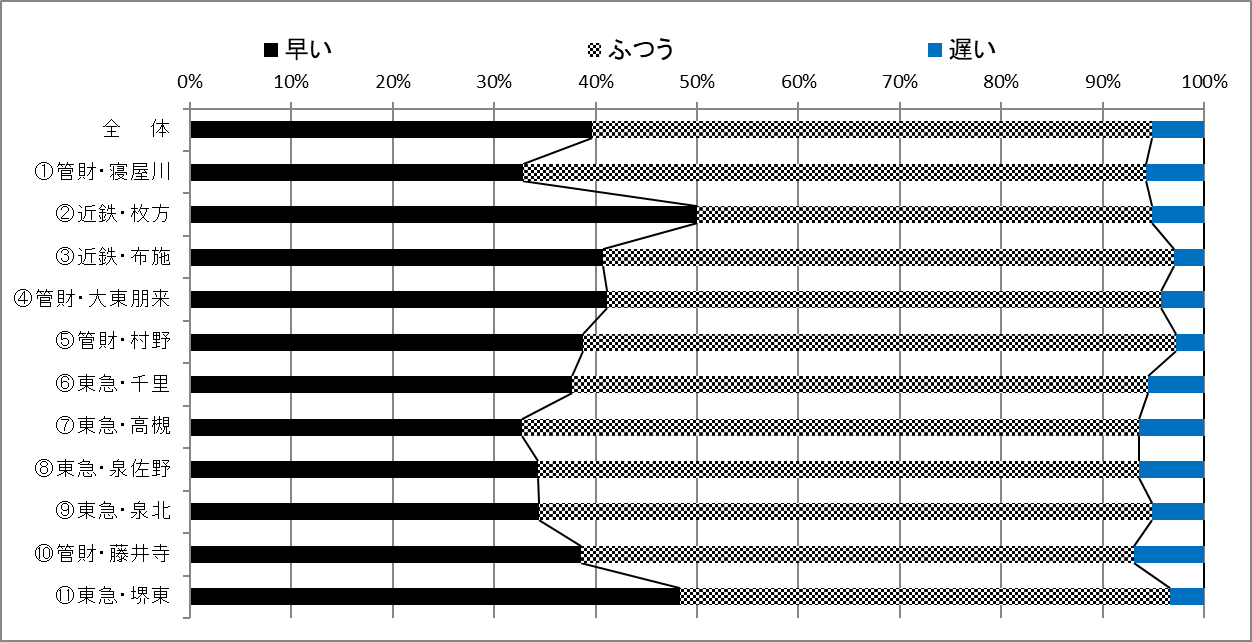 早い ふつう 遅い
0% 10% 20% 30% 40% 50% 60% 70% 80% 90% 100%
全 体
①管財・寝屋川
②近鉄・枚方
③近鉄・布施
④管財・大東朋来
⑤管財・村野
⑥東急・千里
⑦東急・高槻
⑧東急・泉佐野
⑨東急・泉北
⑩管財・藤井寺
⑪東急・堺東